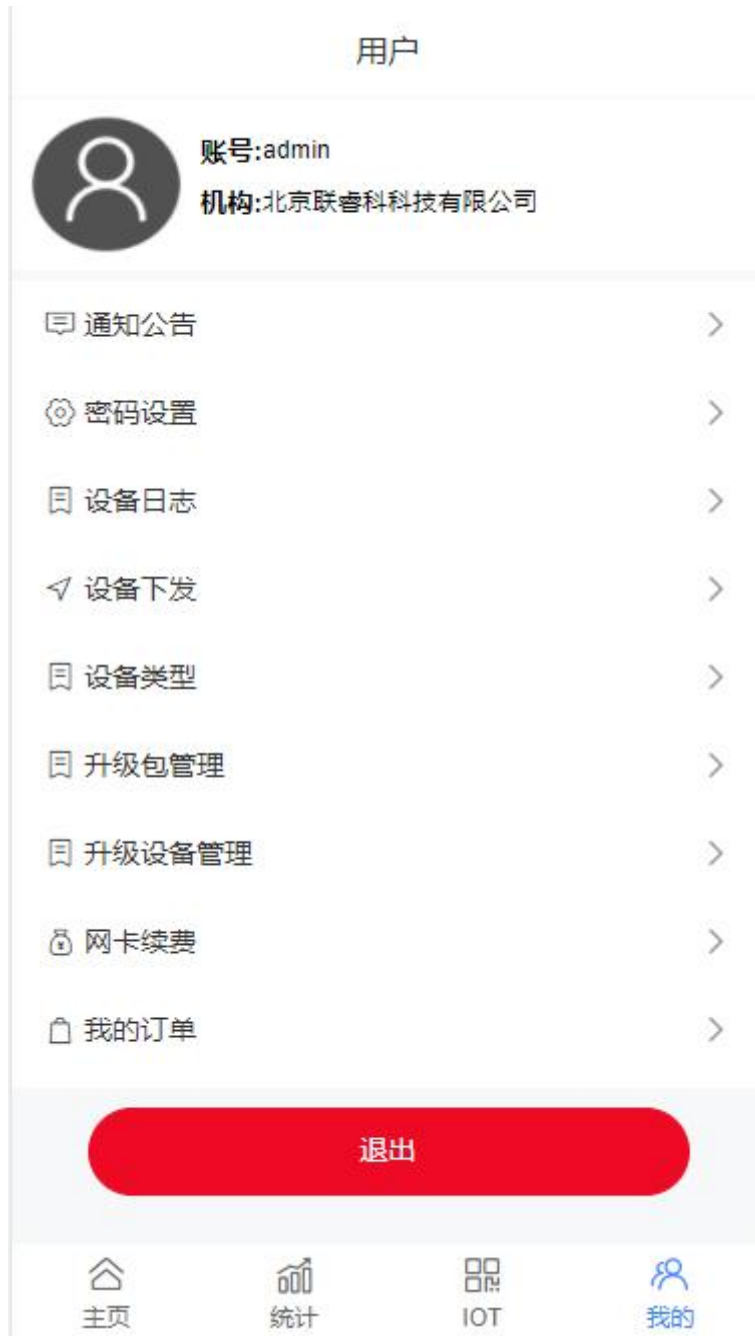 用户
账号:admin
机构:北京联睿科科技有限公司
通知公告
密码设置
设备日志
设备下发
设备类型
升级包管理
升级设备管理
网卡续费
我的订单
退出
主页 统计 IOT 我的